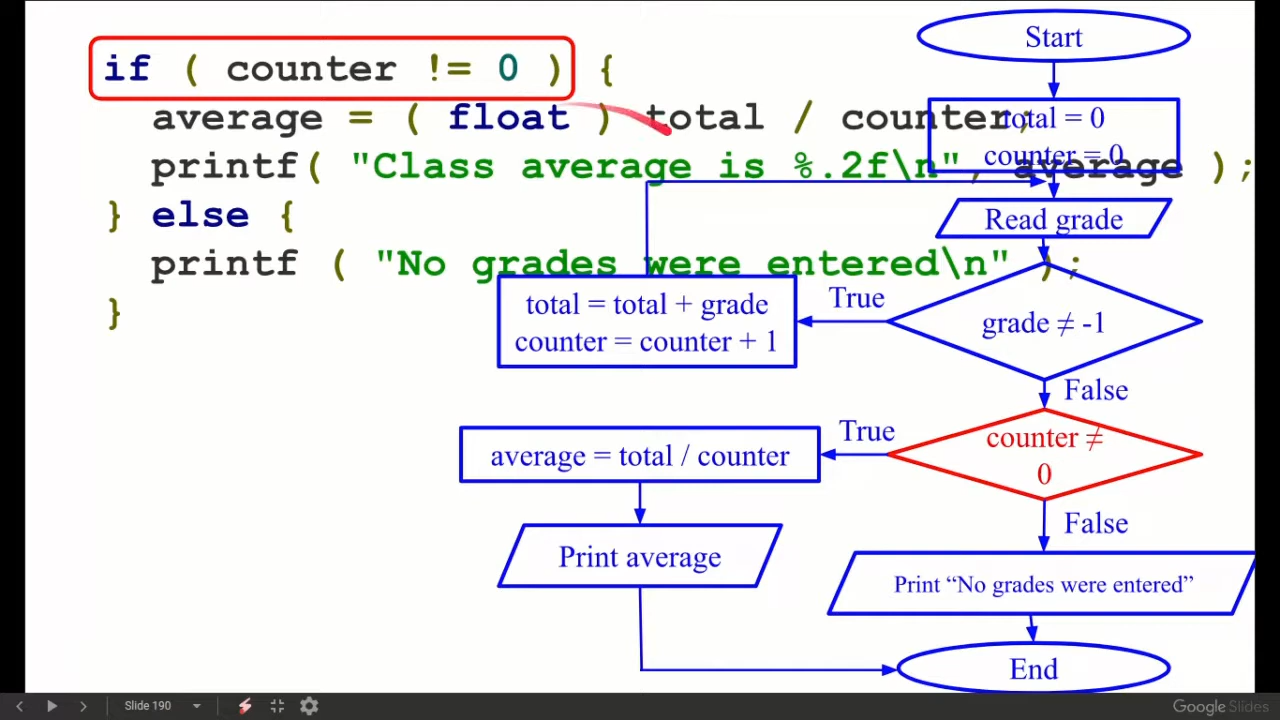 if ( counter != 0 ) {
average = ( float ) total / counter;
printf( "Class average is %.2f\n", average );
} else {
printf ( "No grades were entered\n" );
}
Start
total = 0
counter = 0
Read grade
grade ≠ -1
True
total = total + grade
counter = counter + 1
False
counter ≠
0
True
average = total / counter
Print average
False
Print “No grades were entered”
End
Slide 190
Google Slides